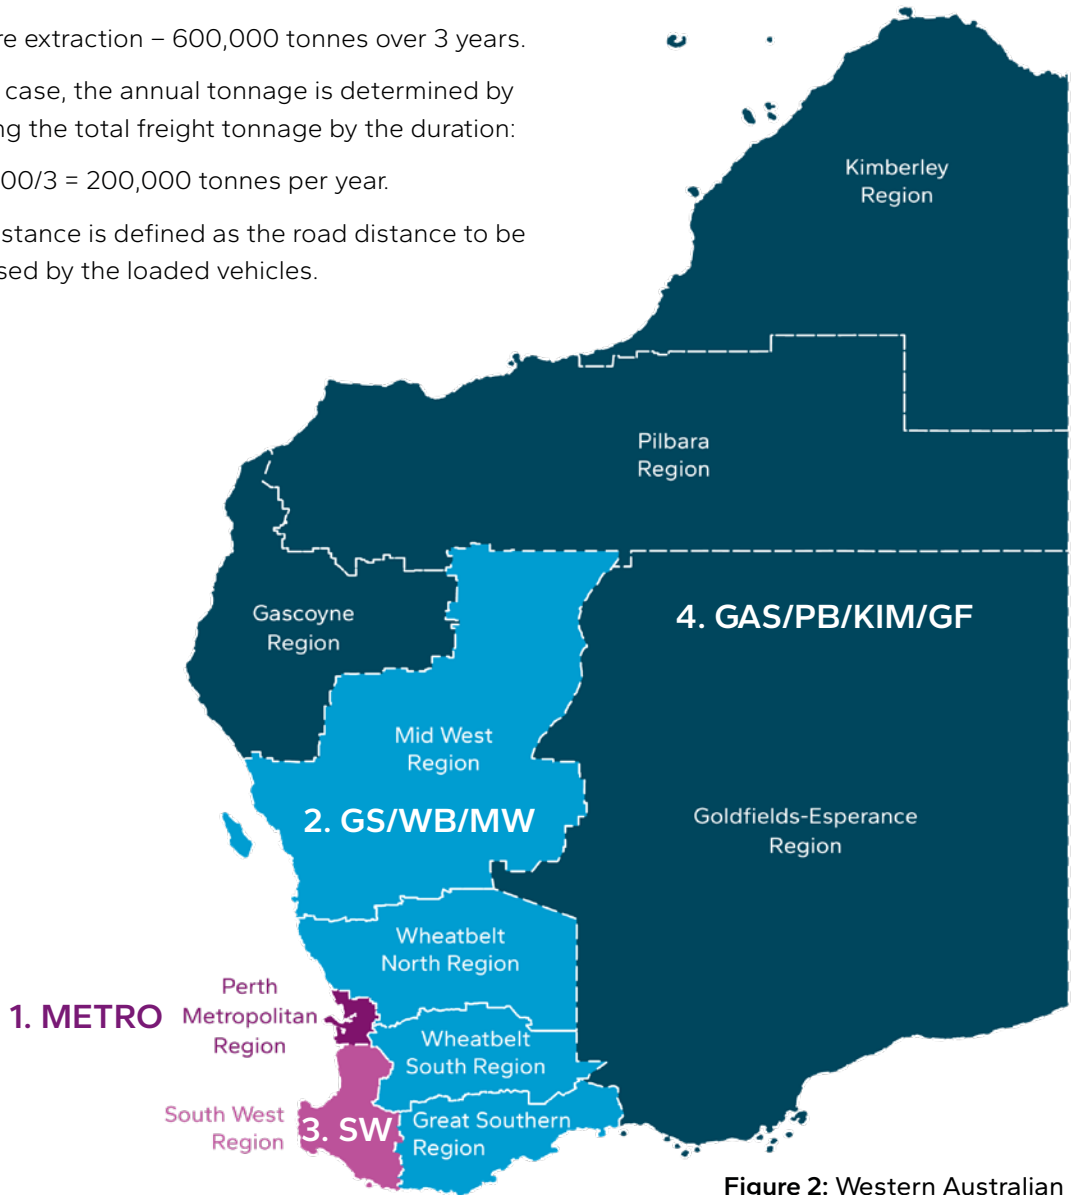 re extraction – 600,000 tonnes over 3 years.
case, the annual tonnage is determined by
ng the total freight tonnage by the duration:
00/3 = 200,000 tonnes per year.
stance is defined as the road distance to be
sed by the loaded vehicles.
Kimberley
Region
Pilbara
Region
Gascoyne
Region
4. GAS/PB/KIM/GF
Mid West
Region
2. GS/WB/MW
Goldfields-Esperance
Region
Wheatbelt
North Region
1. METRO
Perth
Metropolitan
Region
Wheatbelt
South Region
South West
Region
3. SW
Great Southern
Region
Figure 2: Western Australian